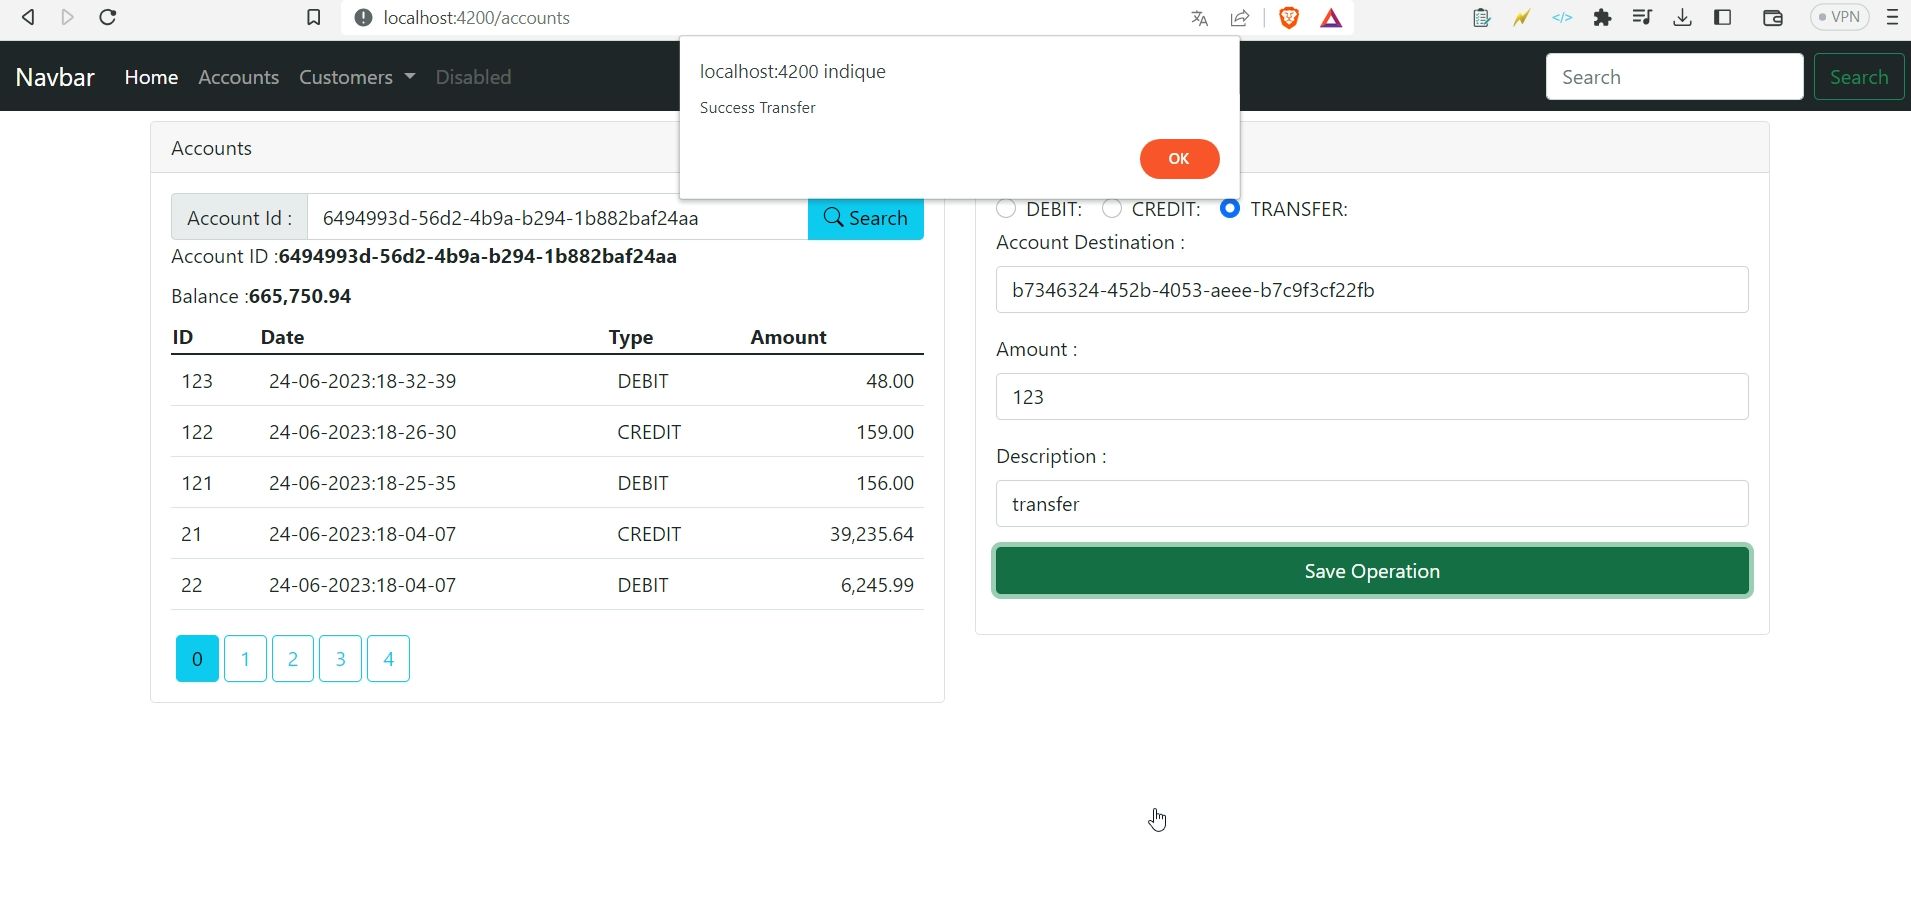 localhost:4200/accounts
VPN
Navbar Home Accounts Customers Disabled
Search Search
localhost:4200 indique
Success Transfer
OK
Accounts
Account Id : 6494993d-56d2-4b9a-b294-1b882baf24aa Search
Account ID :6494993d-56d2-4b9a-b294-1b882baf24aa
Balance :665,750.94
ID Date Type Amount
123 24-06-2023:18-32-39 DEBIT 48.00
122 24-06-2023:18-26-30 CREDIT 159.00
121 24-06-2023:18-25-35 DEBIT 156.00
21 24-06-2023:18-04-07 CREDIT 39,235.64
22 24-06-2023:18-04-07 DEBIT 6,245.99
0 1 2 3 4
DEBIT: CREDIT: TRANSFER:
Account Destination :
b7346324-452b-4053-aeee-b7c9f3cf22fb
Amount :
123
Description :
transfer
Save Operation